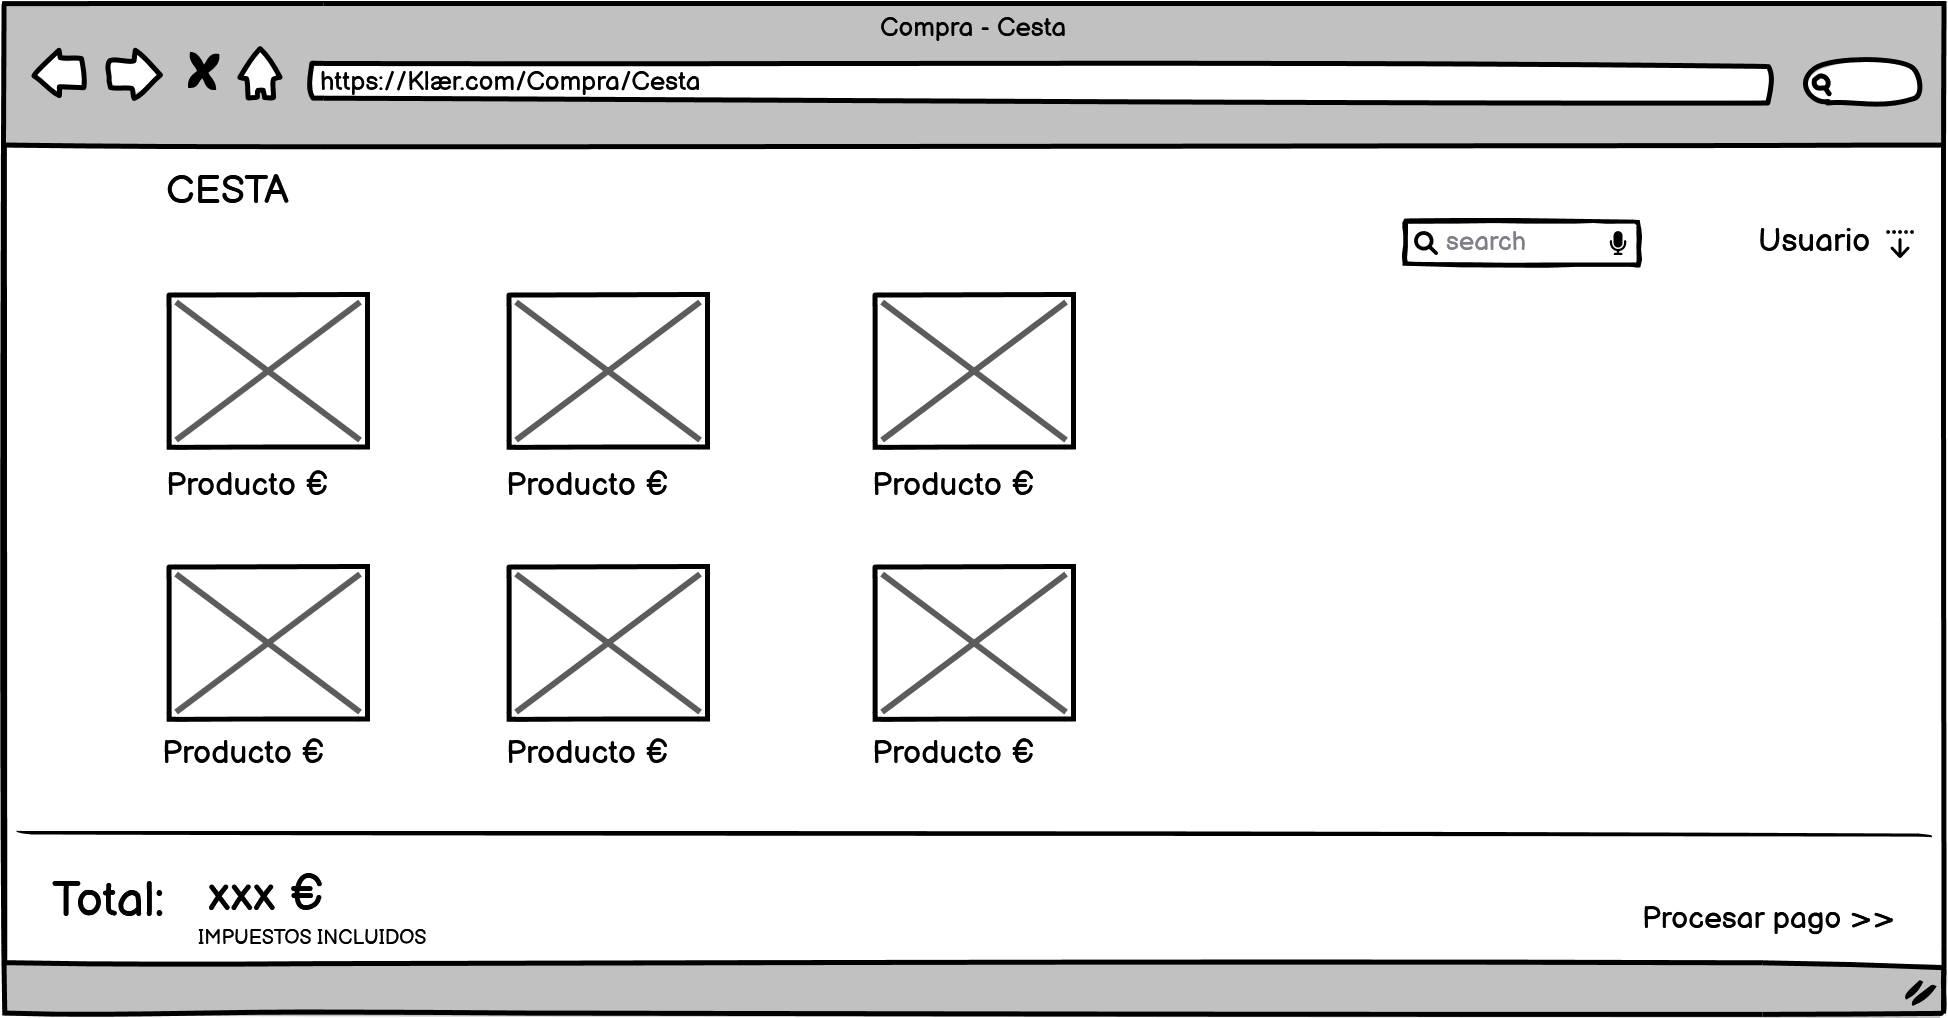 Compra - Cesta
https://Klær.com/Compra/Cesta
CESTA
search
Usuario
Producto €
Producto €
Producto €
Producto €
Producto €
Producto €
Total:
xxx €
IMPUESTOS INCLUIDOS
Procesar pago >>